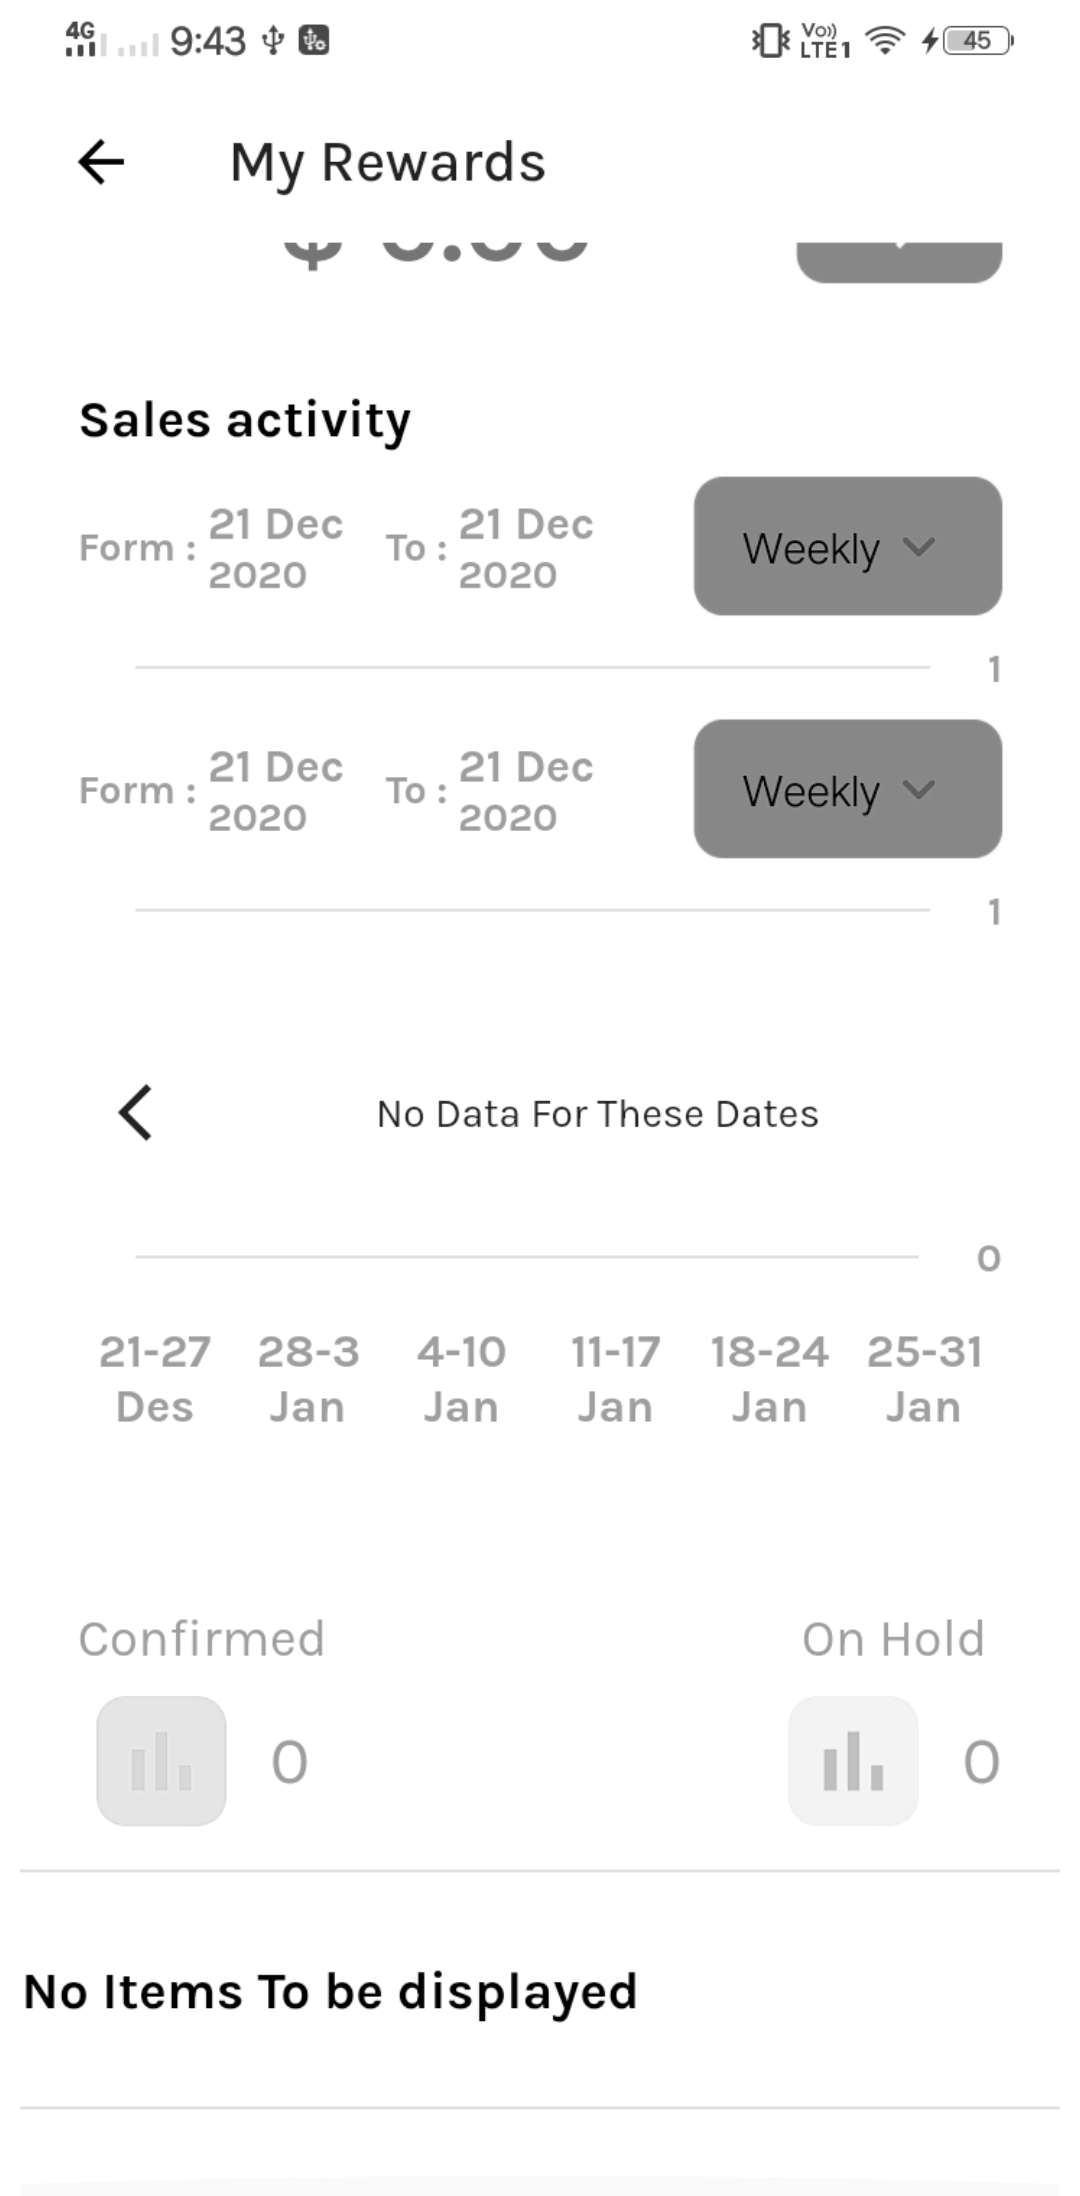 4G 9:43 Vo)) LTE1 45
My Rewards
Sales activity
Form : 21 Dec 2020 To : 21 Dec 2020 Weekly
1
Form : 21 Dec 2020 To : 21 Dec 2020 Weekly
1
No Data For These Dates
0
21-27 28-3 4-10 11-17 18-24 25-31
Des Jan Jan Jan Jan Jan
Confirmed On Hold
0 0
No Items To be displayed